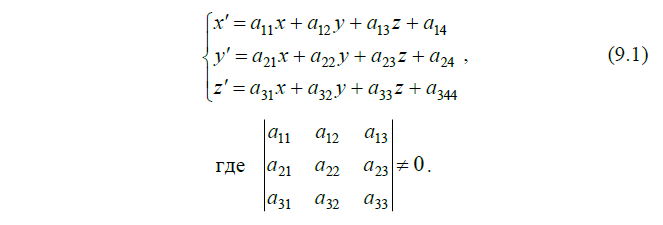 x′ = a₁₁x + a₁₂y + a₁₃z + a₁₄
y′ = a₂₁x + a₂₂y + a₂₃z + a₂₄ , (9.1)
z′ = a₃₁x + a₃₂y + a₃₃z + a₃₄₄
где |a₁₁ a₁₂ a₁₃|
|a₂₁ a₂₂ a₂₃| ≠ 0.
|a₃₁ a₃₂ a₃₃|